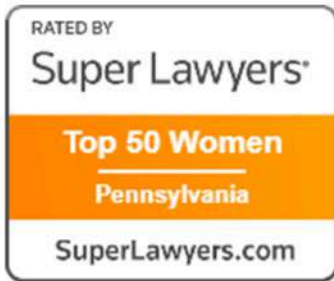 RATED BY
Super Lawyers®
Top 50 Women
Pennsylvania
SuperLawyers.com